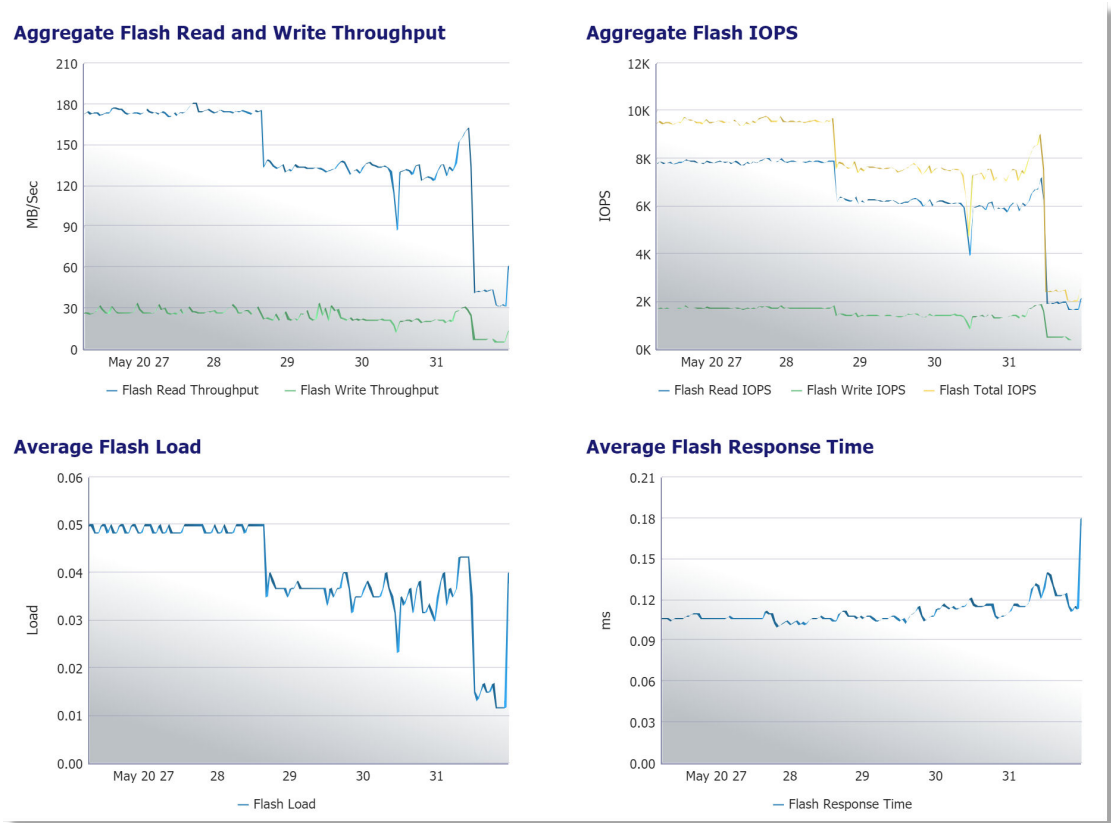 Aggregate Flash Read and Write Throughput
210
180
150
120
90
60
30
0
MB/Sec
May 20 27 28 29 30 31
Flash Read Throughput Flash Write Throughput
Aggregate Flash IOPS
12K
10K
8K
6K
4K
2K
0K
IOPS
May 20 27 28 29 30 31
Flash Read IOPS Flash Write IOPS Flash Total IOPS
Average Flash Load
0.06
0.05
0.04
0.03
0.02
0.01
0.00
Load
May 20 27 28 29 30 31
Flash Load
Average Flash Response Time
0.21
0.18
0.15
0.12
0.09
0.06
0.03
0.00
ms
May 20 27 28 29 30 31
Flash Response Time